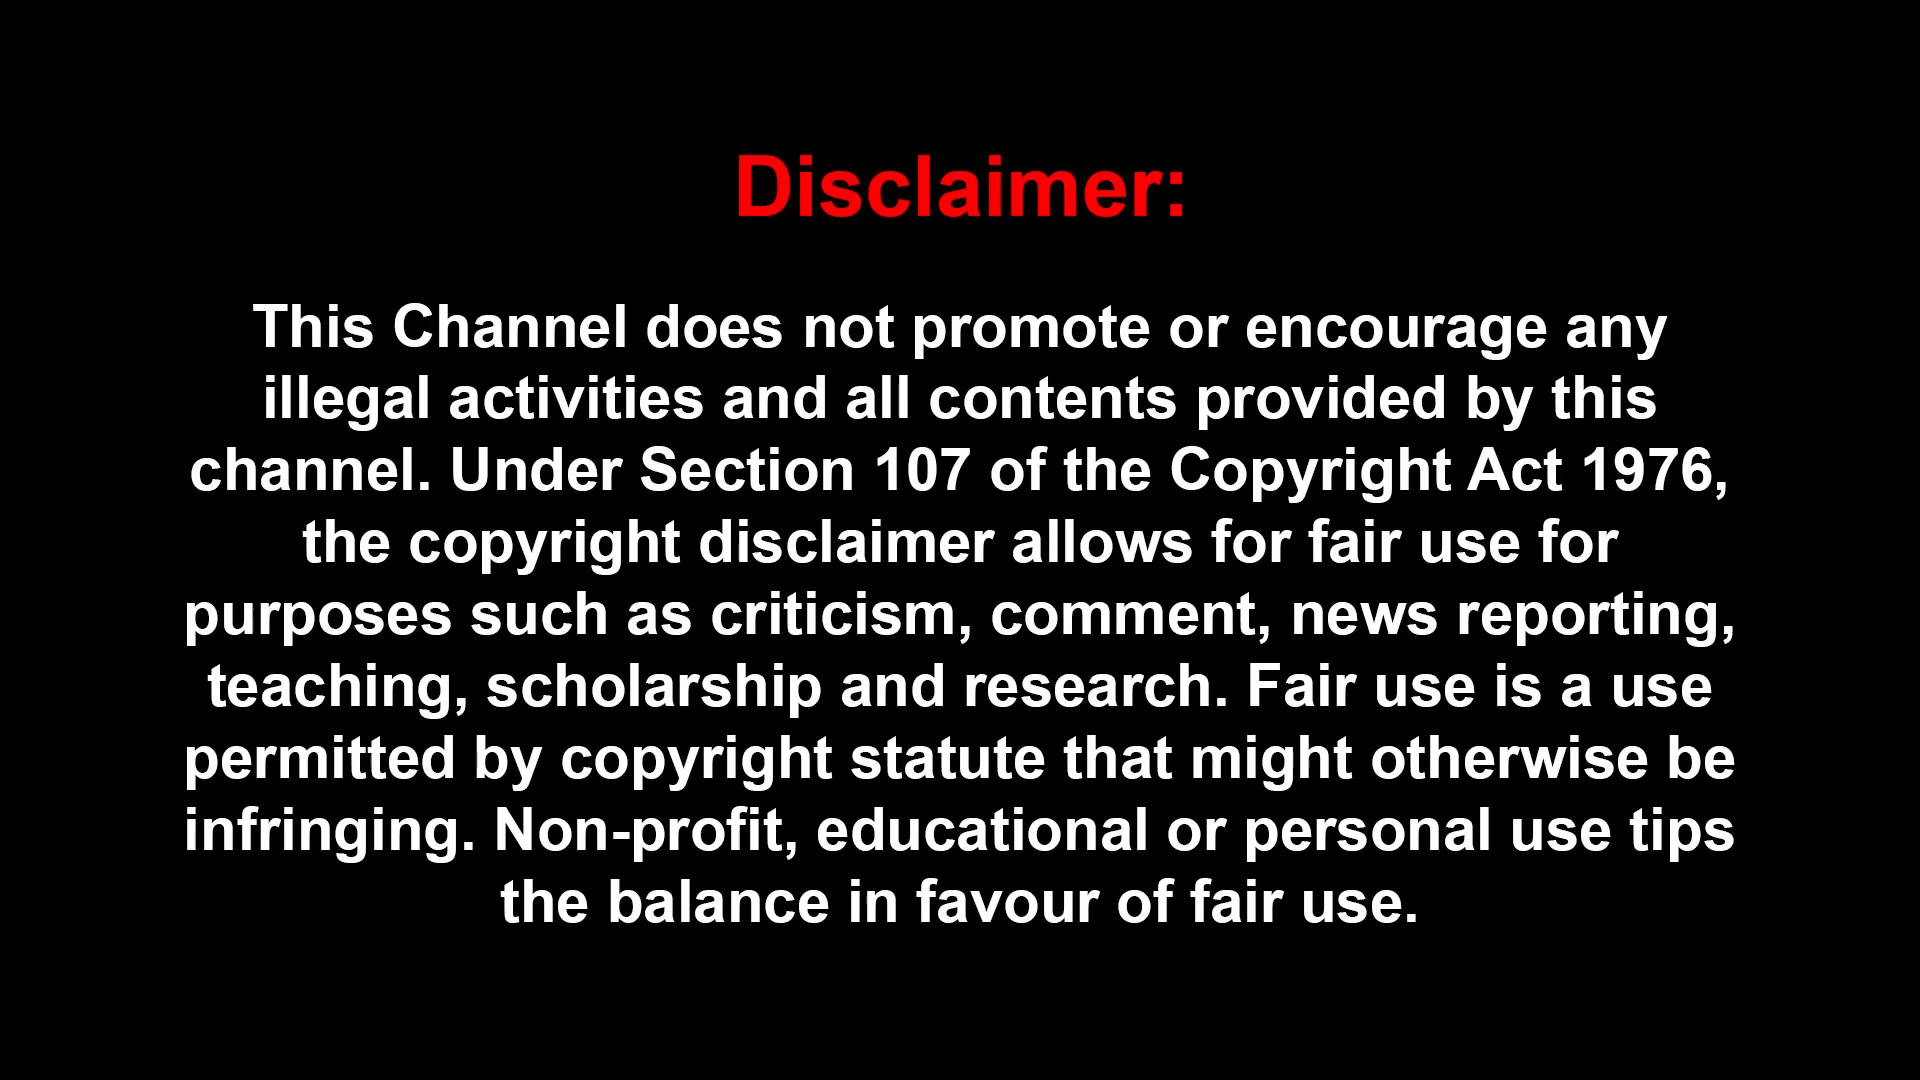 Disclaimer:
This Channel does not promote or encourage any
illegal activities and all contents provided by this
channel. Under Section 107 of the Copyright Act 1976,
the copyright disclaimer allows for fair use for
purposes such as criticism, comment, news reporting,
teaching, scholarship and research. Fair use is a use
permitted by copyright statute that might otherwise be
infringing. Non-profit, educational or personal use tips
the balance in favour of fair use.